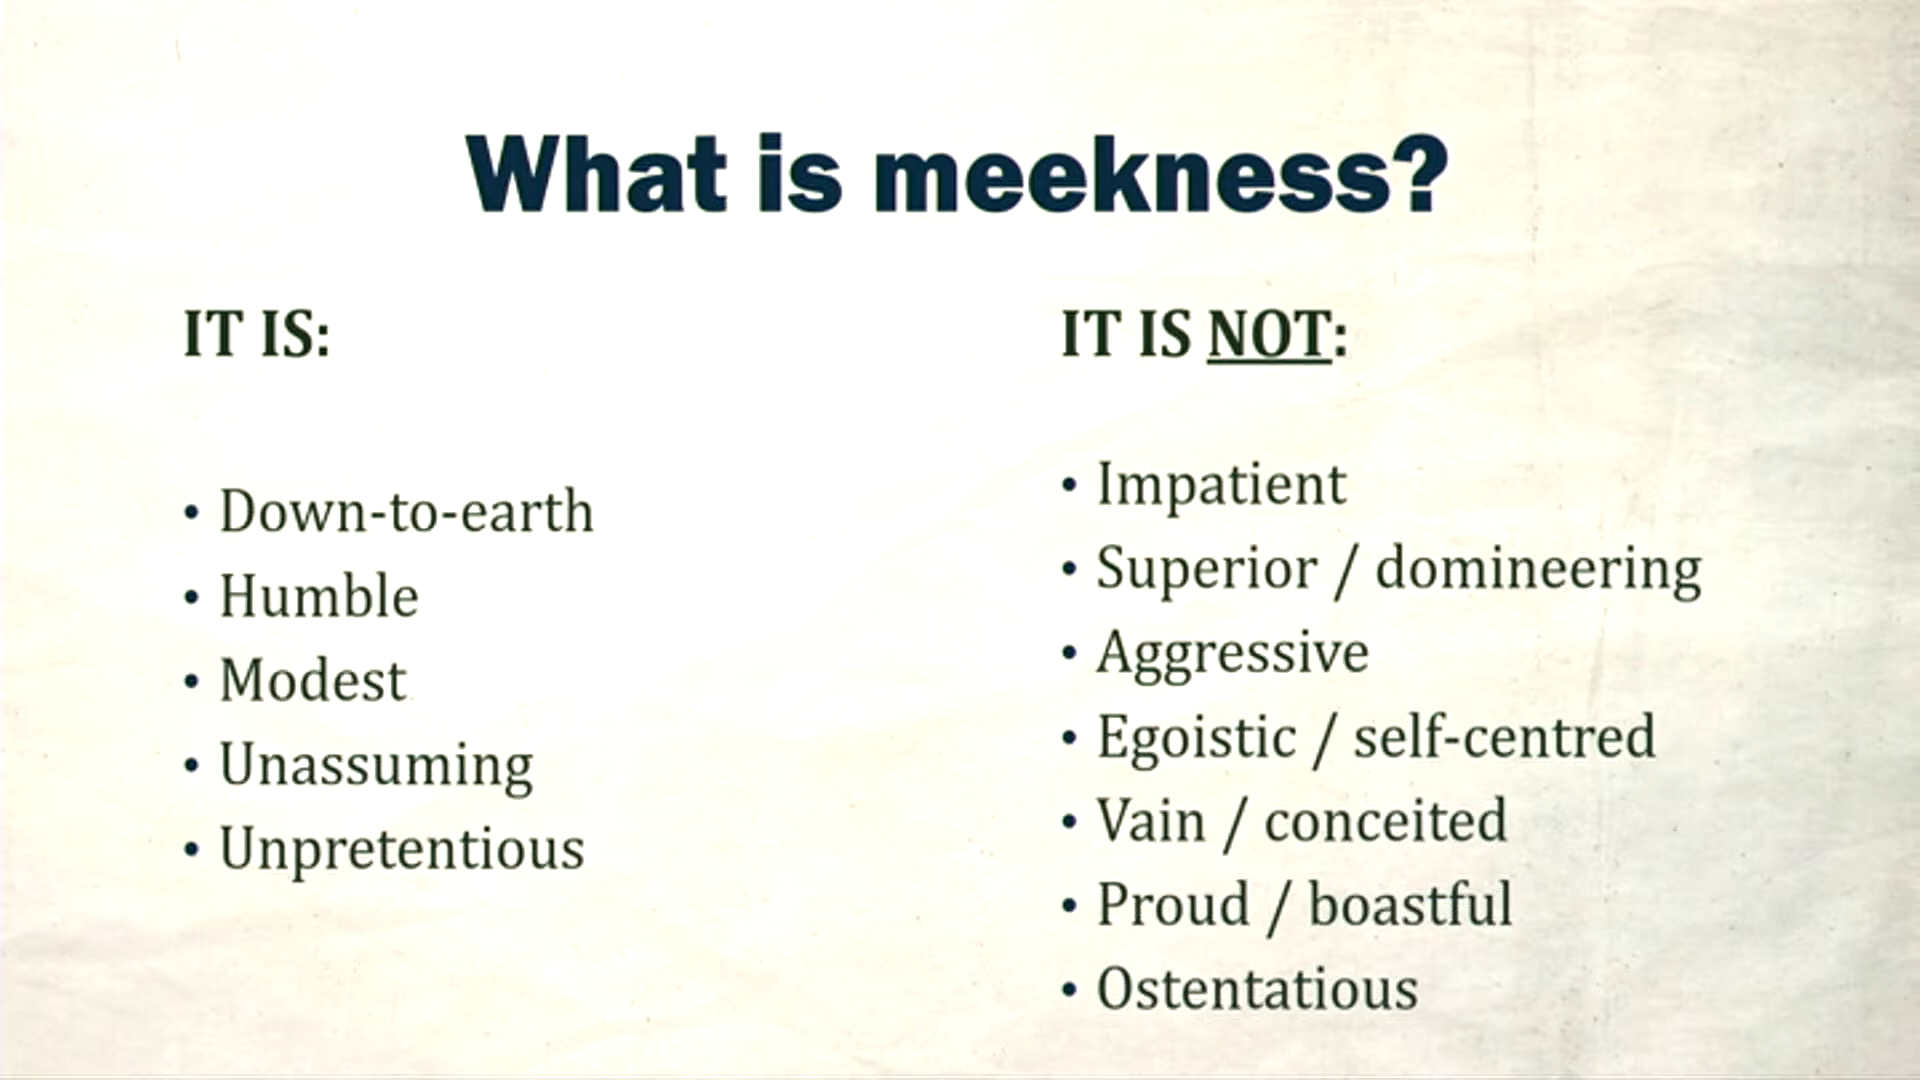 What is meekness?
IT IS:
• Down-to-earth
• Humble
• Modest
• Unassuming
• Unpretentious
IT IS NOT:
• Impatient
• Superior / domineering
• Aggressive
• Egoistic / self-centred
• Vain / conceited
• Proud / boastful
• Ostentatious